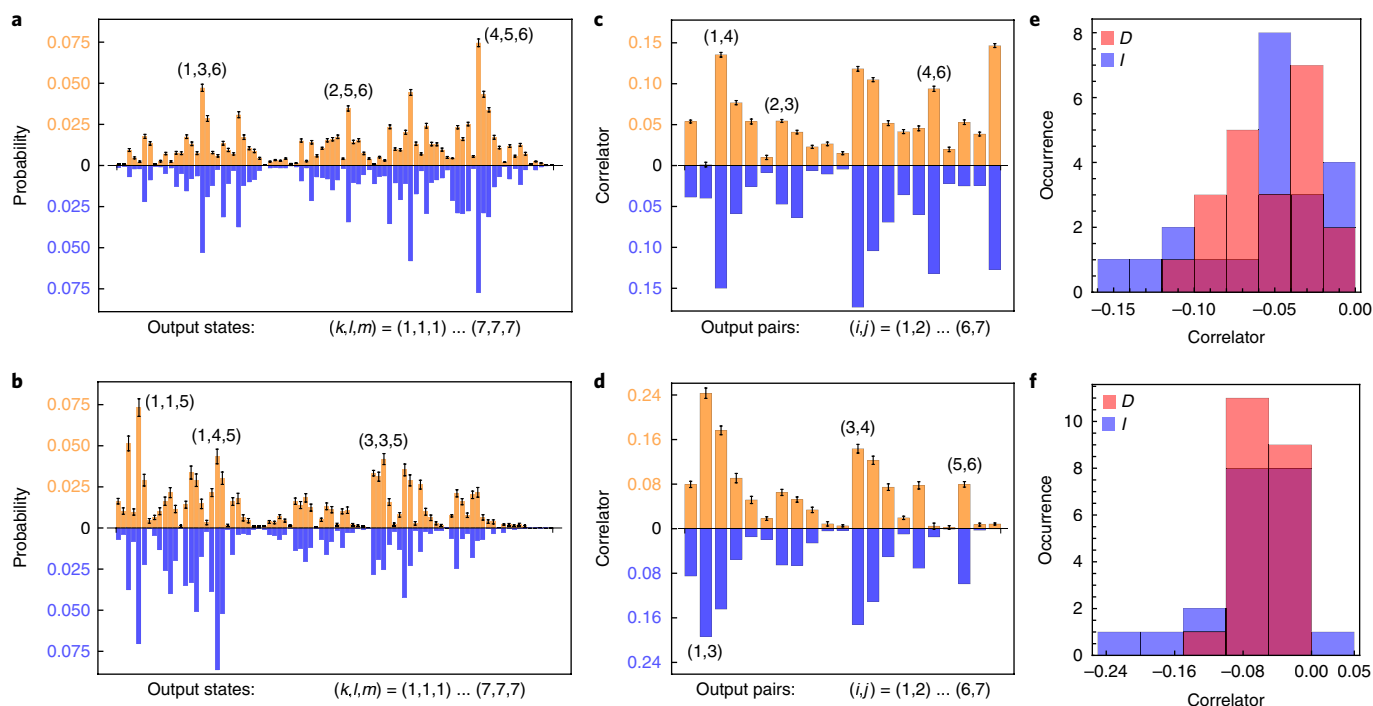 a
0.075
0.050
0.025
0
0.025
0.050
0.075
Probability
(1,3,6)
(2,5,6)
(4,5,6)
Output states: (k,l,m) = (1,1,1) ... (7,7,7)
c
0.15
0.10
0.05
0
0.05
0.10
0.15
Correlator
(1,4)
(2,3)
(4,6)
Output pairs: (i,j) = (1,2) ... (6,7)
e
D
I
8
6
4
2
0
Occurrence
−0.15 −0.10 −0.05 0.00
Correlator
b
0.075
0.050
0.025
0
0.025
0.050
0.075
Probability
(1,1,5)
(1,4,5)
(3,3,5)
Output states: (k,l,m) = (1,1,1) ... (7,7,7)
d
0.24
0.16
0.08
0
0.08
0.16
0.24
Correlator
(3,4)
(5,6)
(1,3)
Output pairs: (i,j) = (1,2) ... (6,7)
f
D
I
10
8
6
4
2
0
Occurrence
−0.24 −0.16 −0.08 0.00 0.05
Correlator